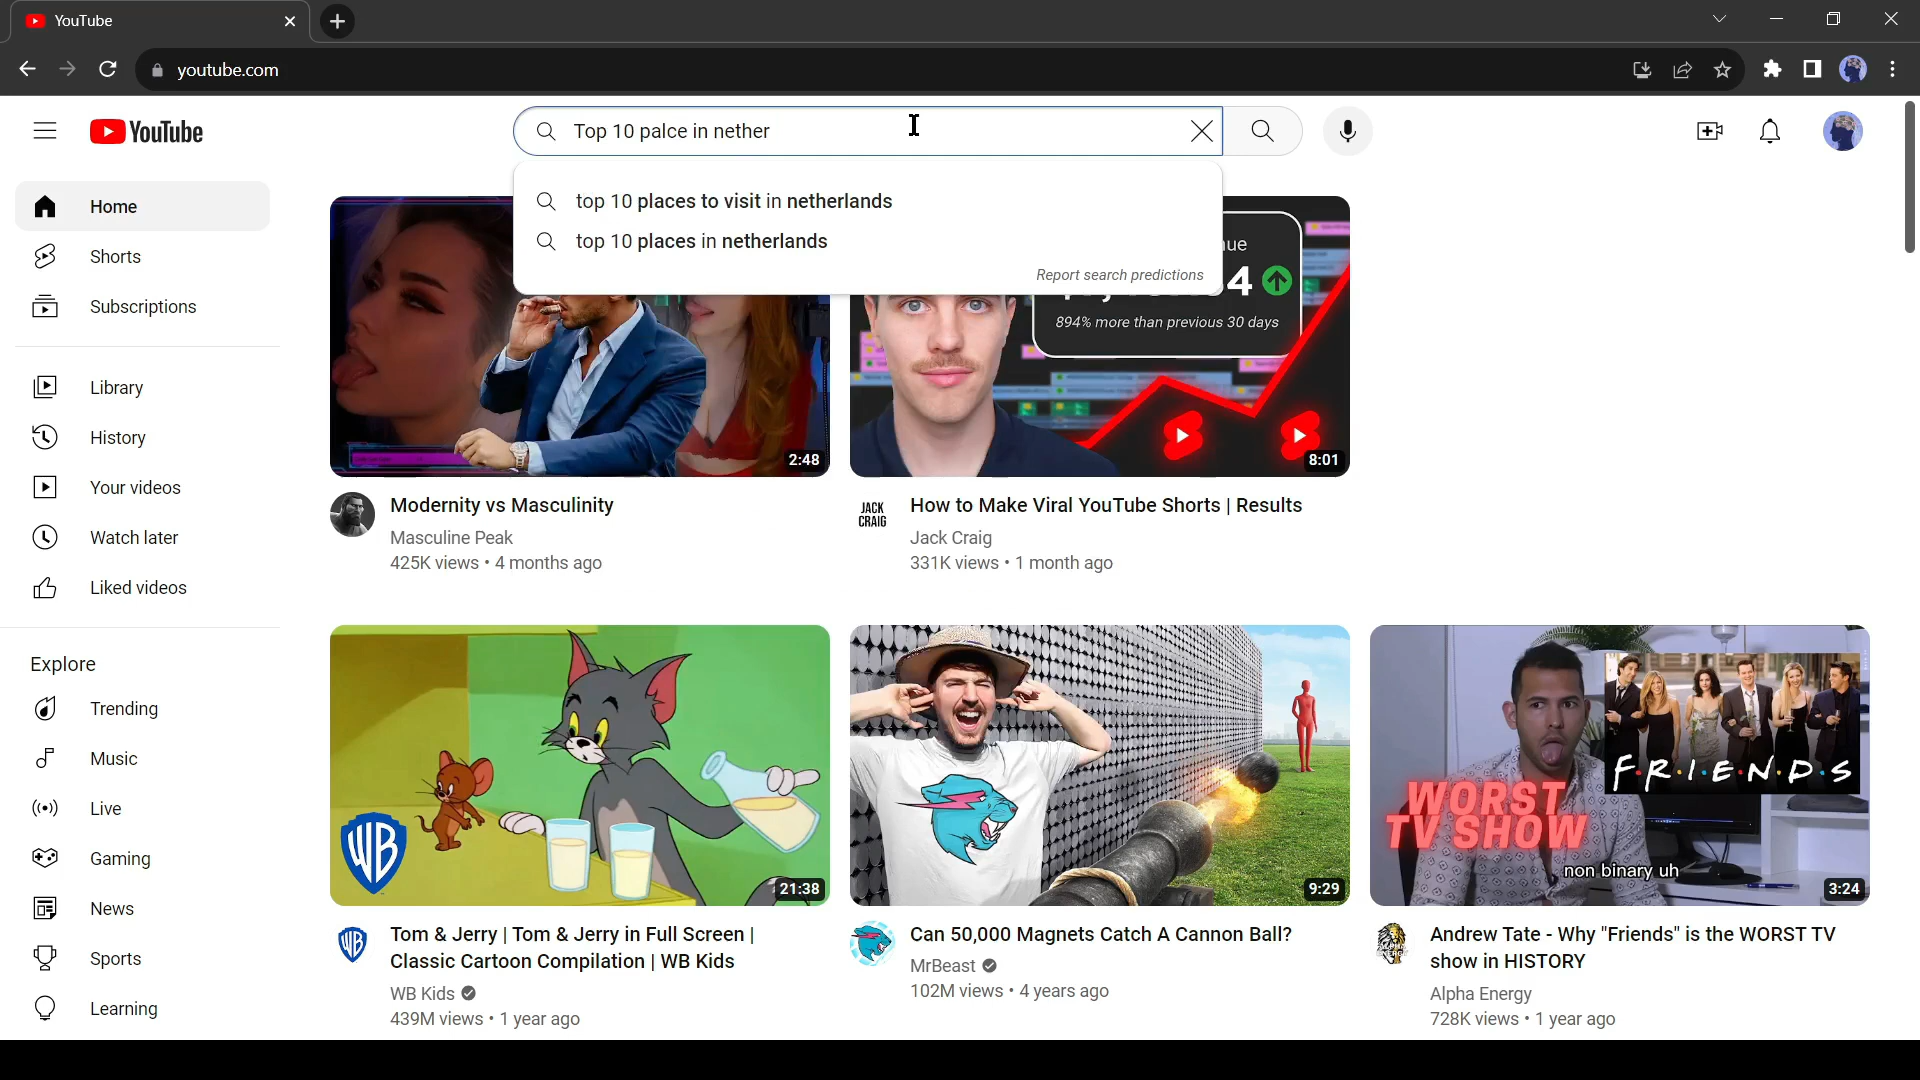 YouTube
youtube.com
YouTube
Top 10 palce in nether
top 10 places to visit in netherlands
top 10 places in netherlands
Report search predictions
Home
Shorts
Subscriptions
Library
History
Your videos
Watch later
Liked videos
Explore
Trending
Music
Live
Gaming
News
Sports
Learning
2:48
Modernity vs Masculinity
Masculine Peak
425K views • 4 months ago
894% more than previous 30 days
8:01
JACK
CRAIG
How to Make Viral YouTube Shorts | Results
Jack Craig
331K views • 1 month ago
WB
21:38
WB
Tom & Jerry | Tom & Jerry in Full Screen |
Classic Cartoon Compilation | WB Kids
WB Kids
439M views • 1 year ago
9:29
Can 50,000 Magnets Catch A Cannon Ball?
MrBeast
102M views • 4 years ago
F·R·I·E·N·D·S
WORST
TV SHOW
non binary uh
3:24
Andrew Tate - Why "Friends" is the WORST TV
show in HISTORY
Alpha Energy
728K views • 1 year ago